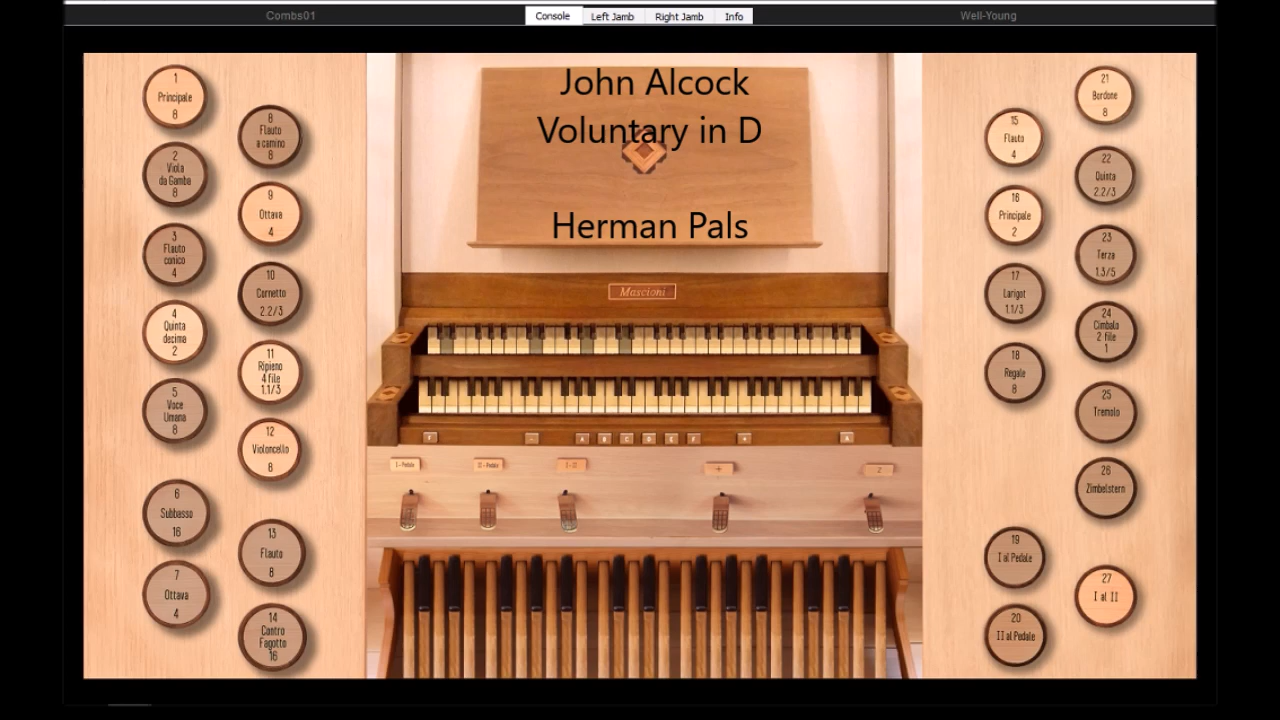 Combs01
Console
Left Jamb
Right Jamb
Info
Well-Young
John Alcock
Voluntary in D
Herman Pals
Mascioni
1
Principale
8
2
Viola
da Gamba
8
3
Flauto
conico
4
4
Quinta
decima
2
5
Voce
Umana
8
6
Subbasso
16
7
Ottava
4
8
Flauto
a camino
8
9
Ottava
4
10
Cornetto
2.2/3
11
Ripieno
4 file
1.1/3
12
Violoncello
8
13
Flauto
8
14
Contro
Fagotto
16
A
B
C
D
E
F
I - Pedale
II - Pedale
I - II
15
Flauto
4
16
Principale
2
17
Larigot
1.1/3
18
Regale
8
19
I al Pedale
20
II al Pedale
21
Bordone
8
22
Quinta
2.2/3
23
Terza
1.3/5
24
Cimbalo
2 file
1
25
Tremolo
26
Zimbelstern
27
I al II